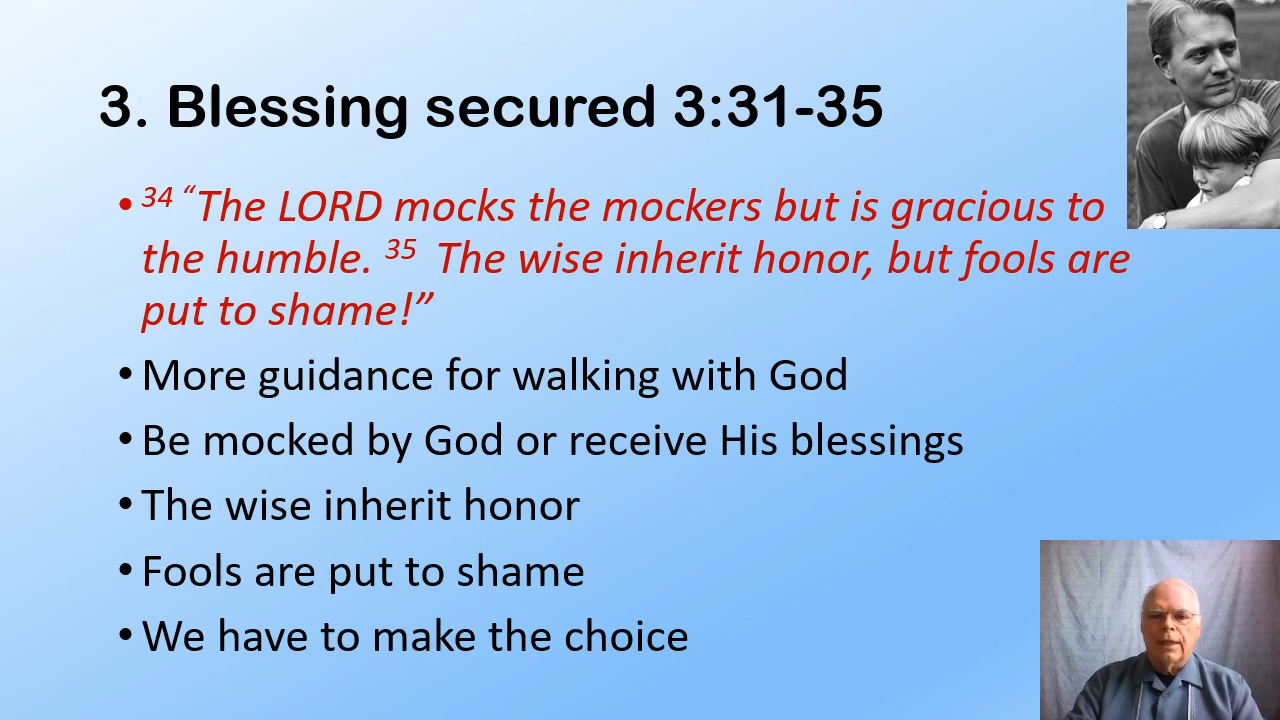 3. Blessing secured 3:31-35
• 34 “The LORD mocks the mockers but is gracious to
the humble. 35 The wise inherit honor, but fools are
put to shame!”
• More guidance for walking with God
• Be mocked by God or receive His blessings
• The wise inherit honor
• Fools are put to shame
• We have to make the choice